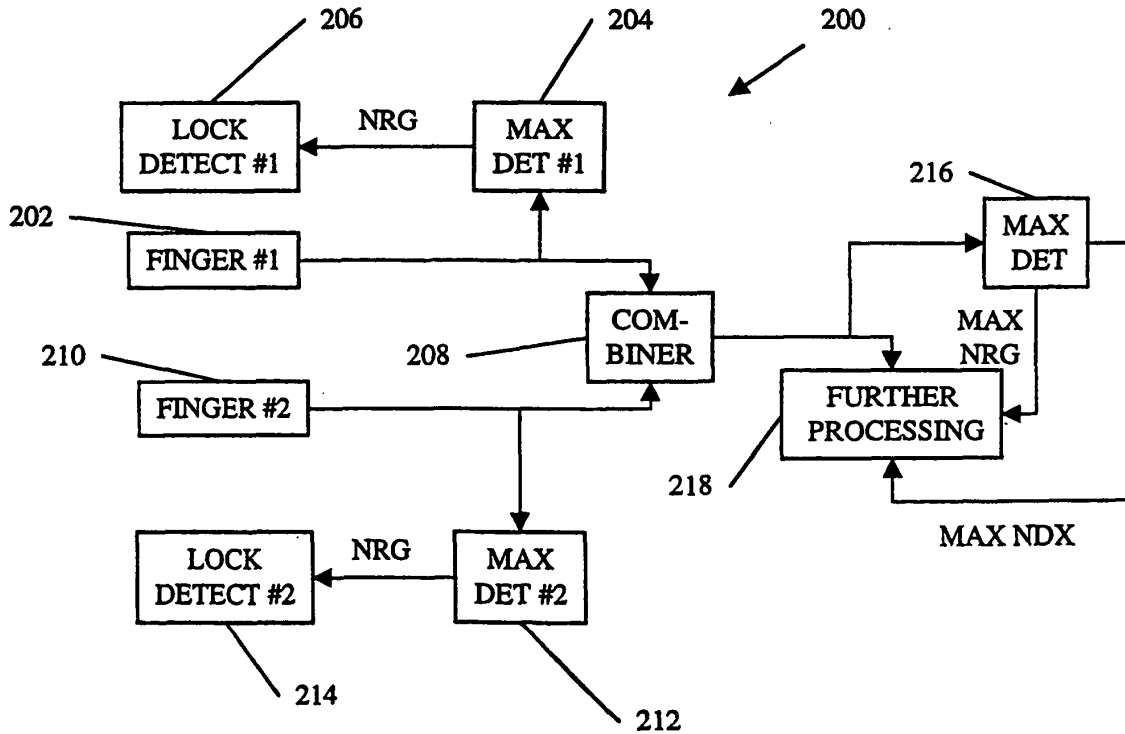 206
204
200
LOCK
DETECT #1
NRG
MAX
DET #1
216
202
FINGER #1
MAX
DET
COM-
BINER
208
MAX
NRG
210
FINGER #2
FURTHER
PROCESSING
218
MAX NDX
LOCK
DETECT #2
NRG
MAX
DET #2
214
212